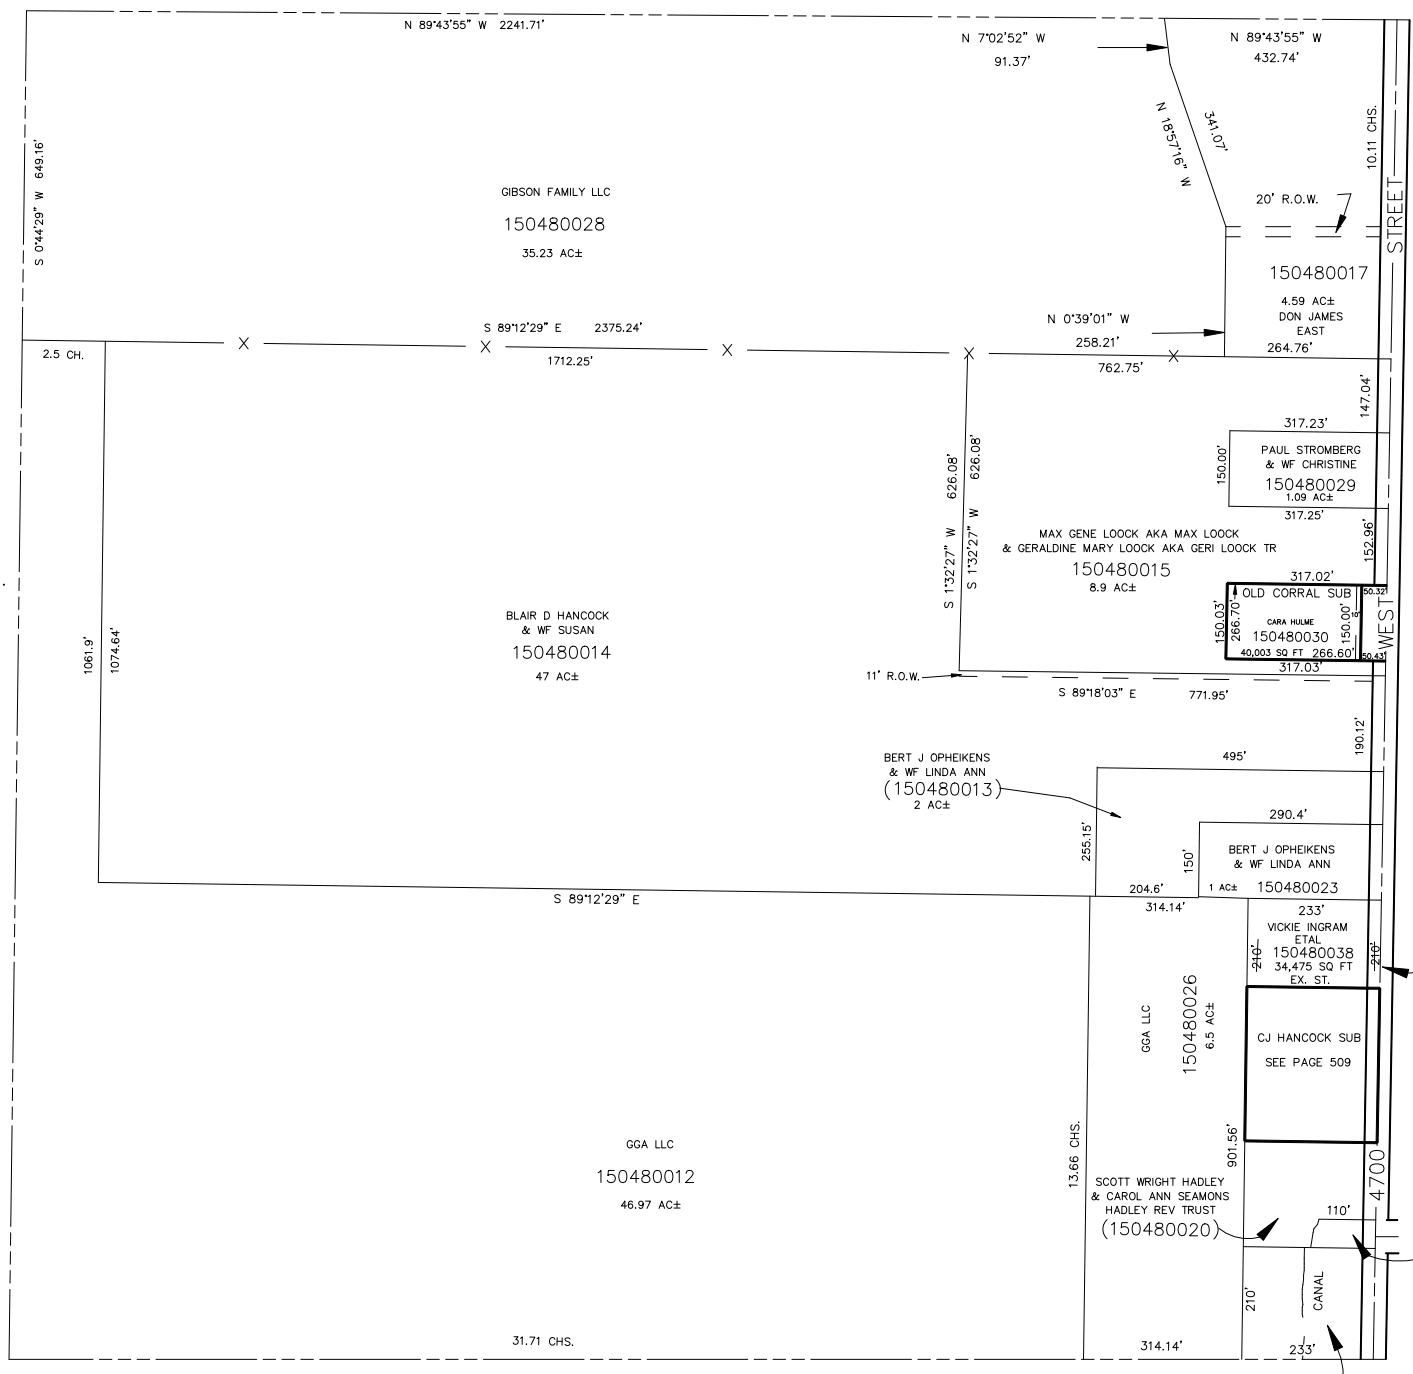 N 89°43'55" W 2241.71'
N 7°02'52" W
91.37'
N 89°43'55" W
432.74'
10.11 CHS.
341.07'
N 18°57'16" W
S 0°44'29" W 649.16'
GIBSON FAMILY LLC
150480028
35.23 AC±
20' R.O.W.
STREET
150480017
4.59 AC±
DON JAMES
EAST
264.76'
N 0°39'01" W
258.21'
S 89°12'29" E 2375.24'
2.5 CH.
1712.25'
762.75'
X X X X X
147.04'
317.23'
150.00'
PAUL STROMBERG
& WF CHRISTINE
150480029
1.09 AC±
317.25'
152.96'
S 1°32'27" W 626.08'
S 1°32'27" W 626.08'
MAX GENE LOOCK AKA MAX LOOCK
& GERALDINE MARY LOOCK AKA GERI LOOCK TR
150480015
8.9 AC±
317.02'
OLD CORRAL SUB
50.32'
150.03'
266.70'
CARA HULME
150480030
40,003 SQ FT 266.60'
150.00'
10'
50.43'
317.03'
WEST
1061.9'
1074.64'
BLAIR D HANCOCK
& WF SUSAN
150480014
47 AC±
11' R.O.W.
S 89°18'03" E 771.95'
190.12'
BERT J OPHEIKENS
& WF LINDA ANN
(150480013)
2 AC±
495'
255.15'
290.4'
150'
BERT J OPHEIKENS
& WF LINDA ANN
1 AC± 150480023
204.6'
S 89°12'29" E
314.14'
233'
VICKIE INGRAM
ETAL
150480038
34,475 SQ FT
EX. ST.
210'
210'
GGA LLC
150480026
6.5 AC±
CJ HANCOCK SUB
SEE PAGE 509
13.66 CHS.
901.56'
GGA LLC
150480012
46.97 AC±
SCOTT WRIGHT HADLEY
& CAROL ANN SEAMONS
HADLEY REV TRUST
(150480020)
4700
110'
210'
CANAL
31.71 CHS.
314.14'
233'